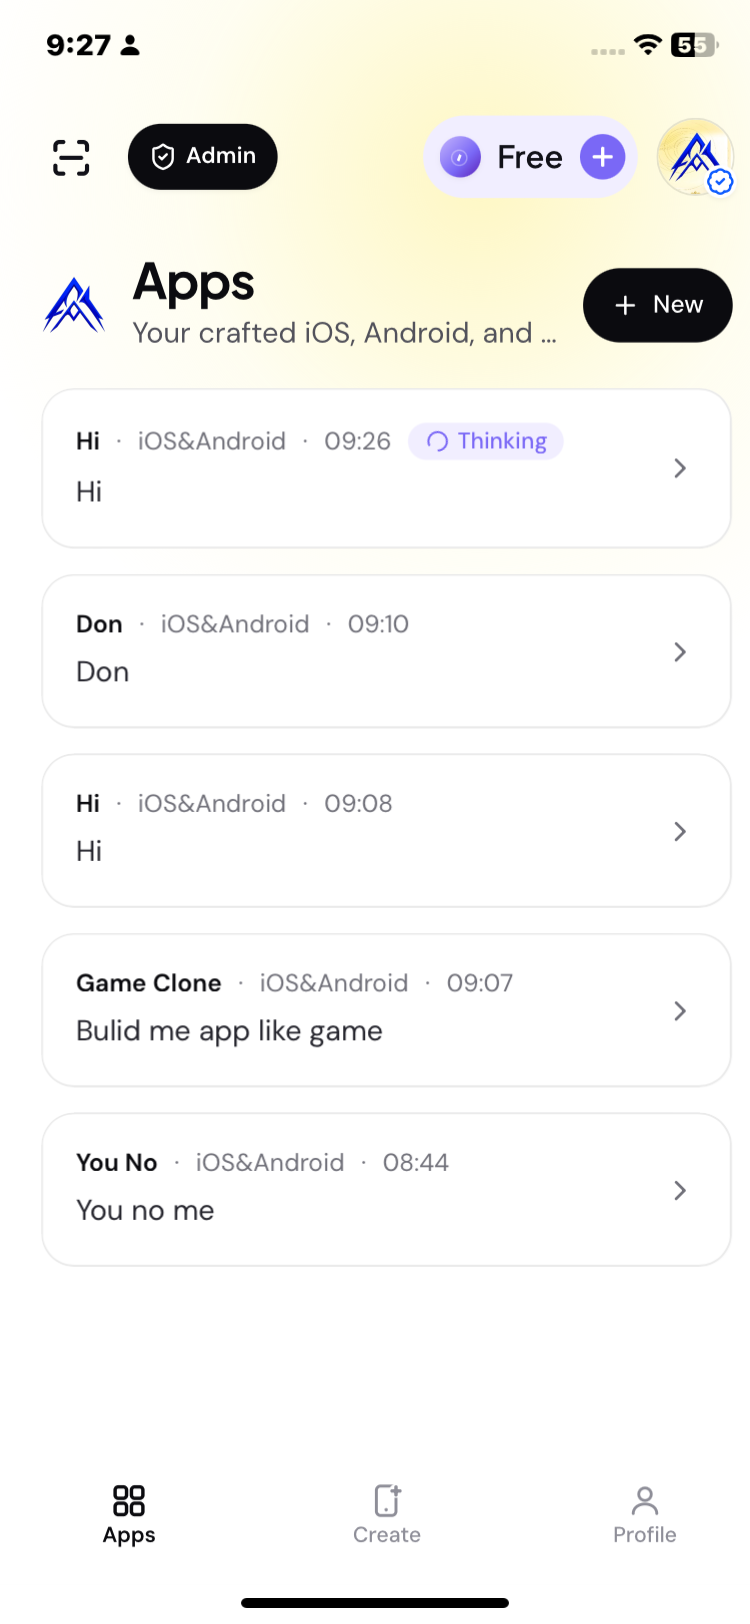 9:27
55
Admin
Free
Apps
Your crafted iOS, Android, and ...
New
Hi · iOS&Android · 09:26 Thinking
Hi
Don · iOS&Android · 09:10
Don
Hi · iOS&Android · 09:08
Hi
Game Clone · iOS&Android · 09:07
Bulid me app like game
You No · iOS&Android · 08:44
You no me
Apps
Create
Profile